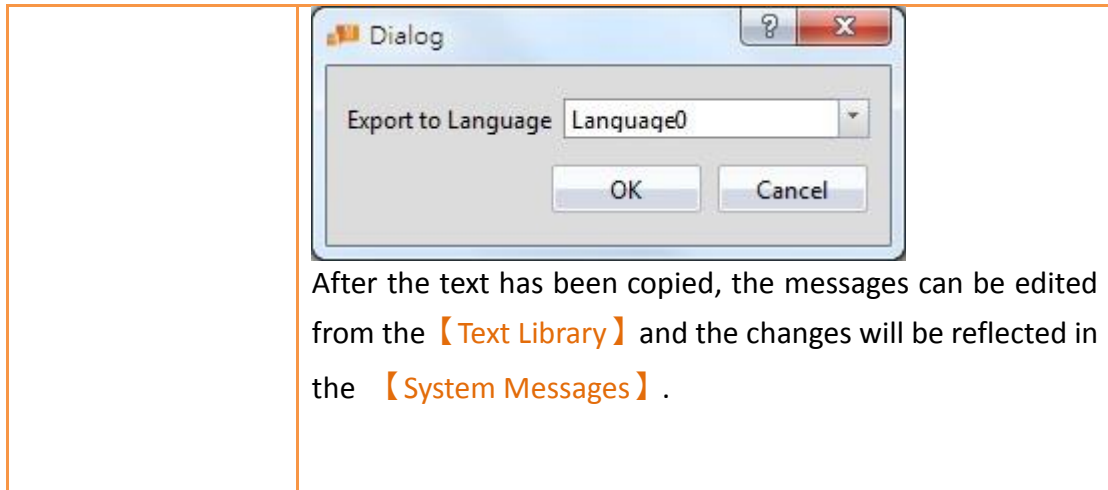 Dialog
Export to Language Language0
OK Cancel
After the text has been copied, the messages can be edited
from the【Text Library】and the changes will be reflected in
the 【System Messages】.